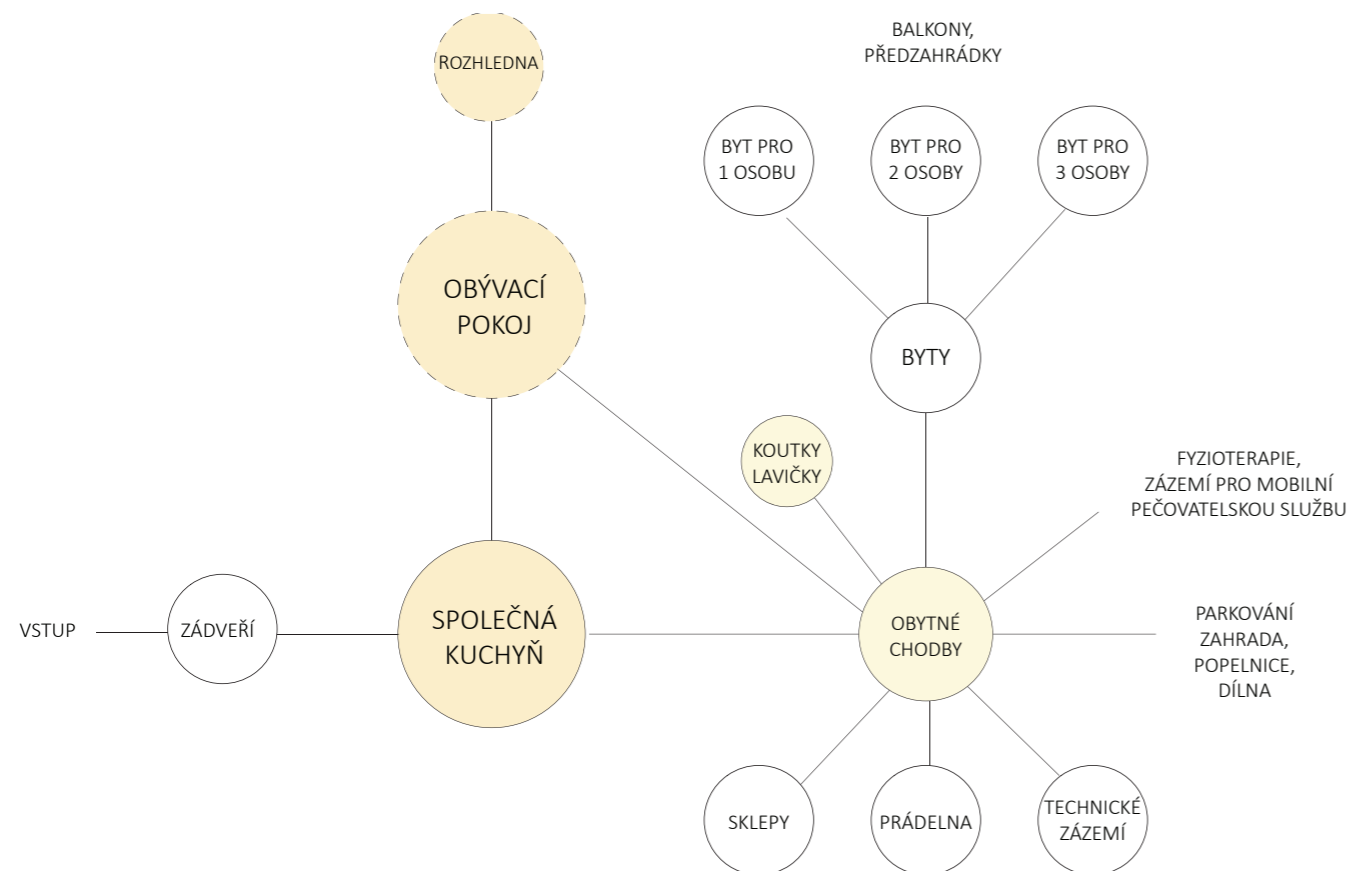 BALKONY,
PŘEDZAHRÁDKY
ROZHLEDNA
BYT PRO
1 OSOBU
BYT PRO
2 OSOBY
BYT PRO
3 OSOBY
OBÝVACÍ
POKOJ
BYTY
KOUTKY
LAVIČKY
FYZIOTERAPIE,
ZÁZEMÍ PRO MOBILNÍ
PEČOVATELSKOU SLUŽBU
VSTUP
ZÁDVEŘÍ
SPOLEČNÁ
KUCHYŇ
OBYTNÉ
CHODBY
PARKOVÁNÍ
ZAHRADA,
POPELNICE,
DÍLNA
SKLEPY
PRÁDELNA
TECHNICKÉ
ZÁZEMÍ